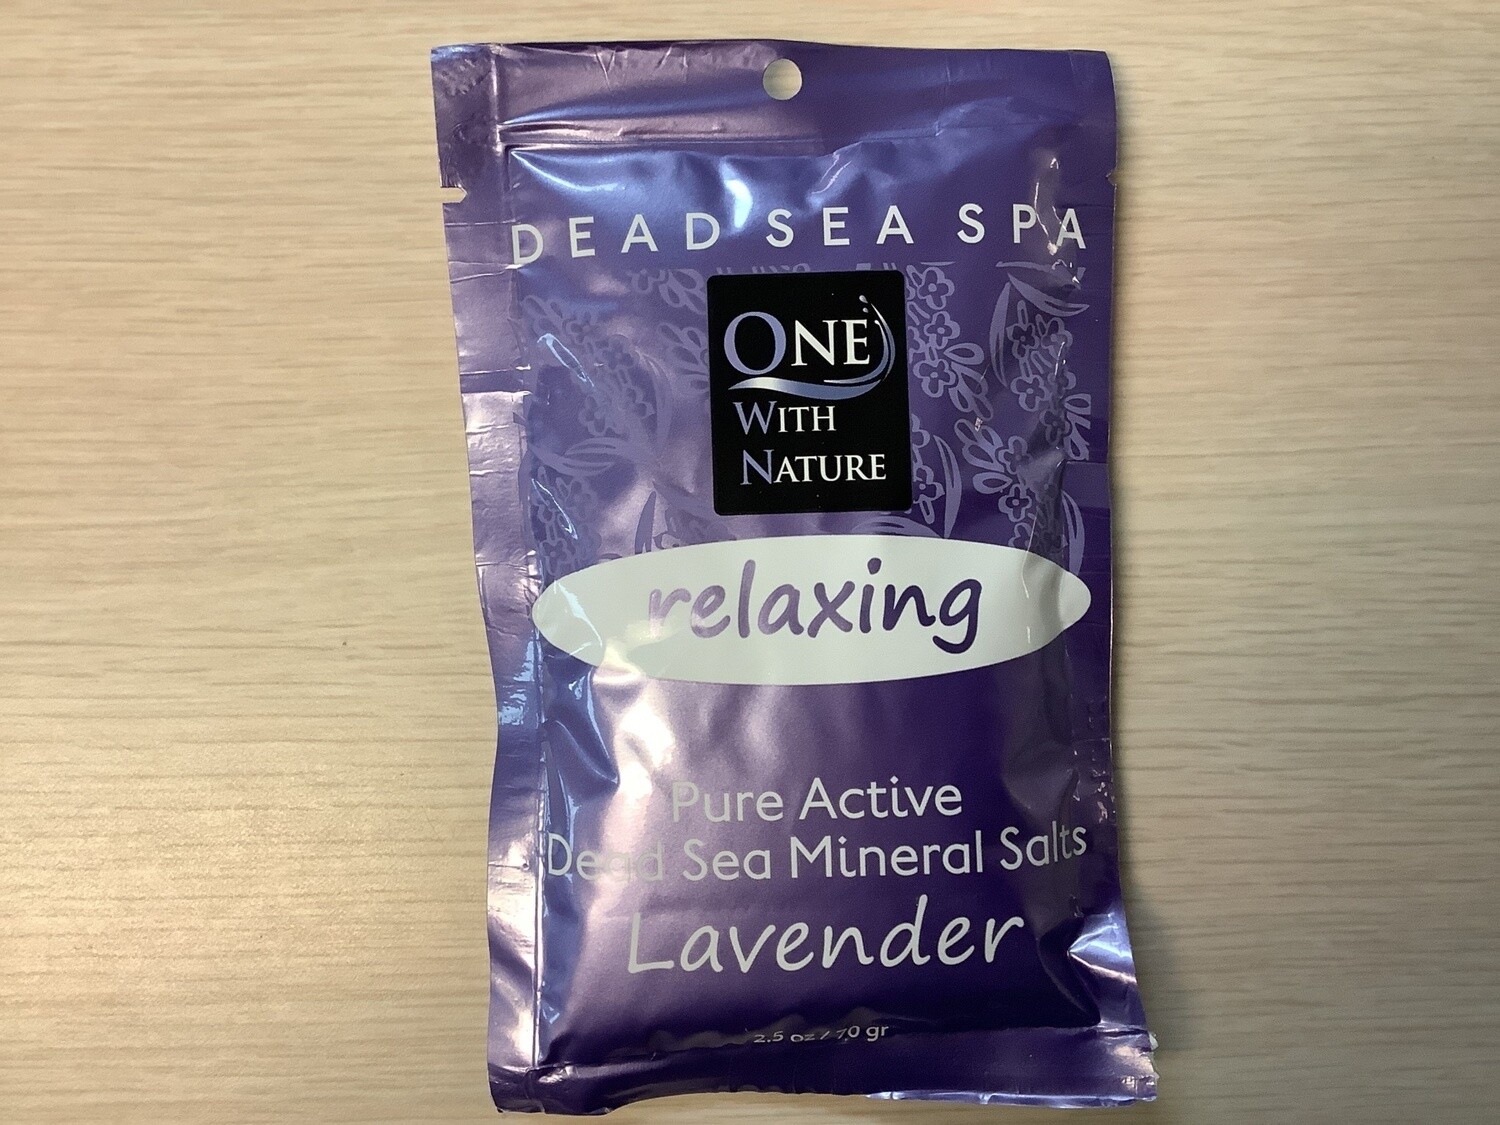 DEAD SEA SPA
ONE
WITH
NATURE
relaxing
Pure Active
Dead Sea Mineral Salts
Lavender
2.5 oz / 70 gr